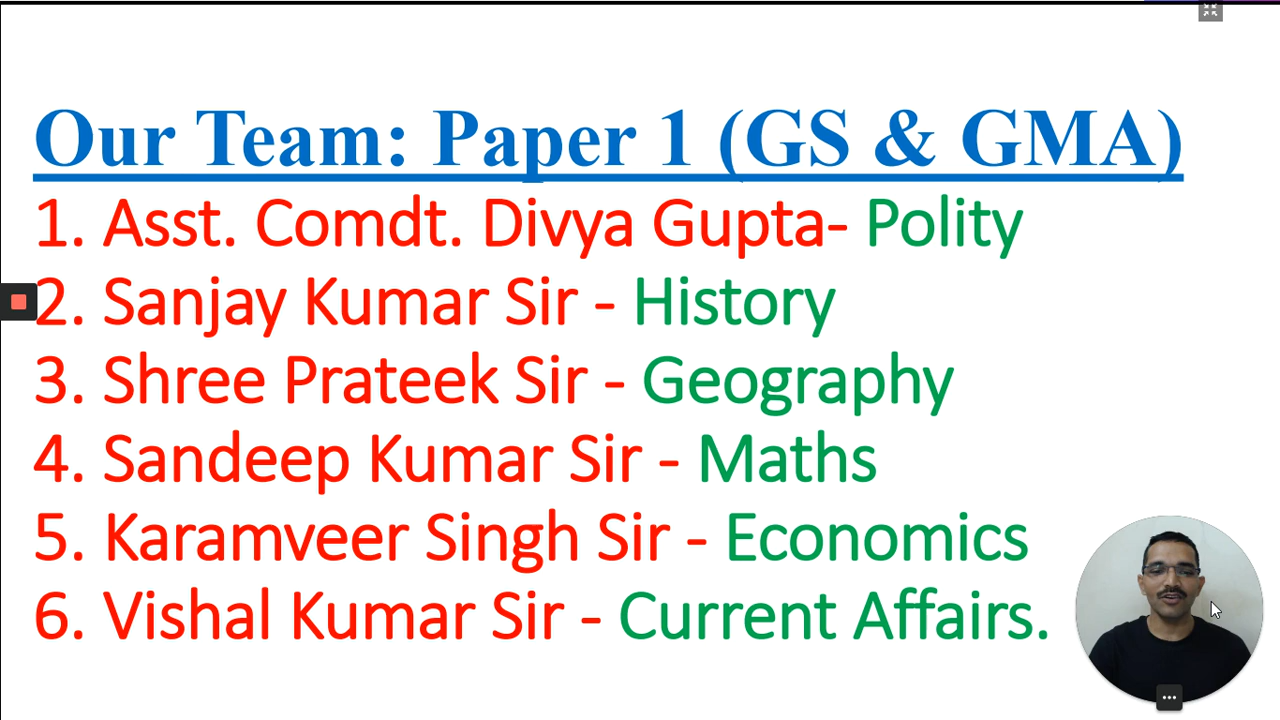 Our Team: Paper 1 (GS & GMA)
1. Asst. Comdt. Divya Gupta- Polity
2. Sanjay Kumar Sir - History
3. Shree Prateek Sir - Geography
4. Sandeep Kumar Sir - Maths
5. Karamveer Singh Sir - Economics
6. Vishal Kumar Sir - Current Affairs.